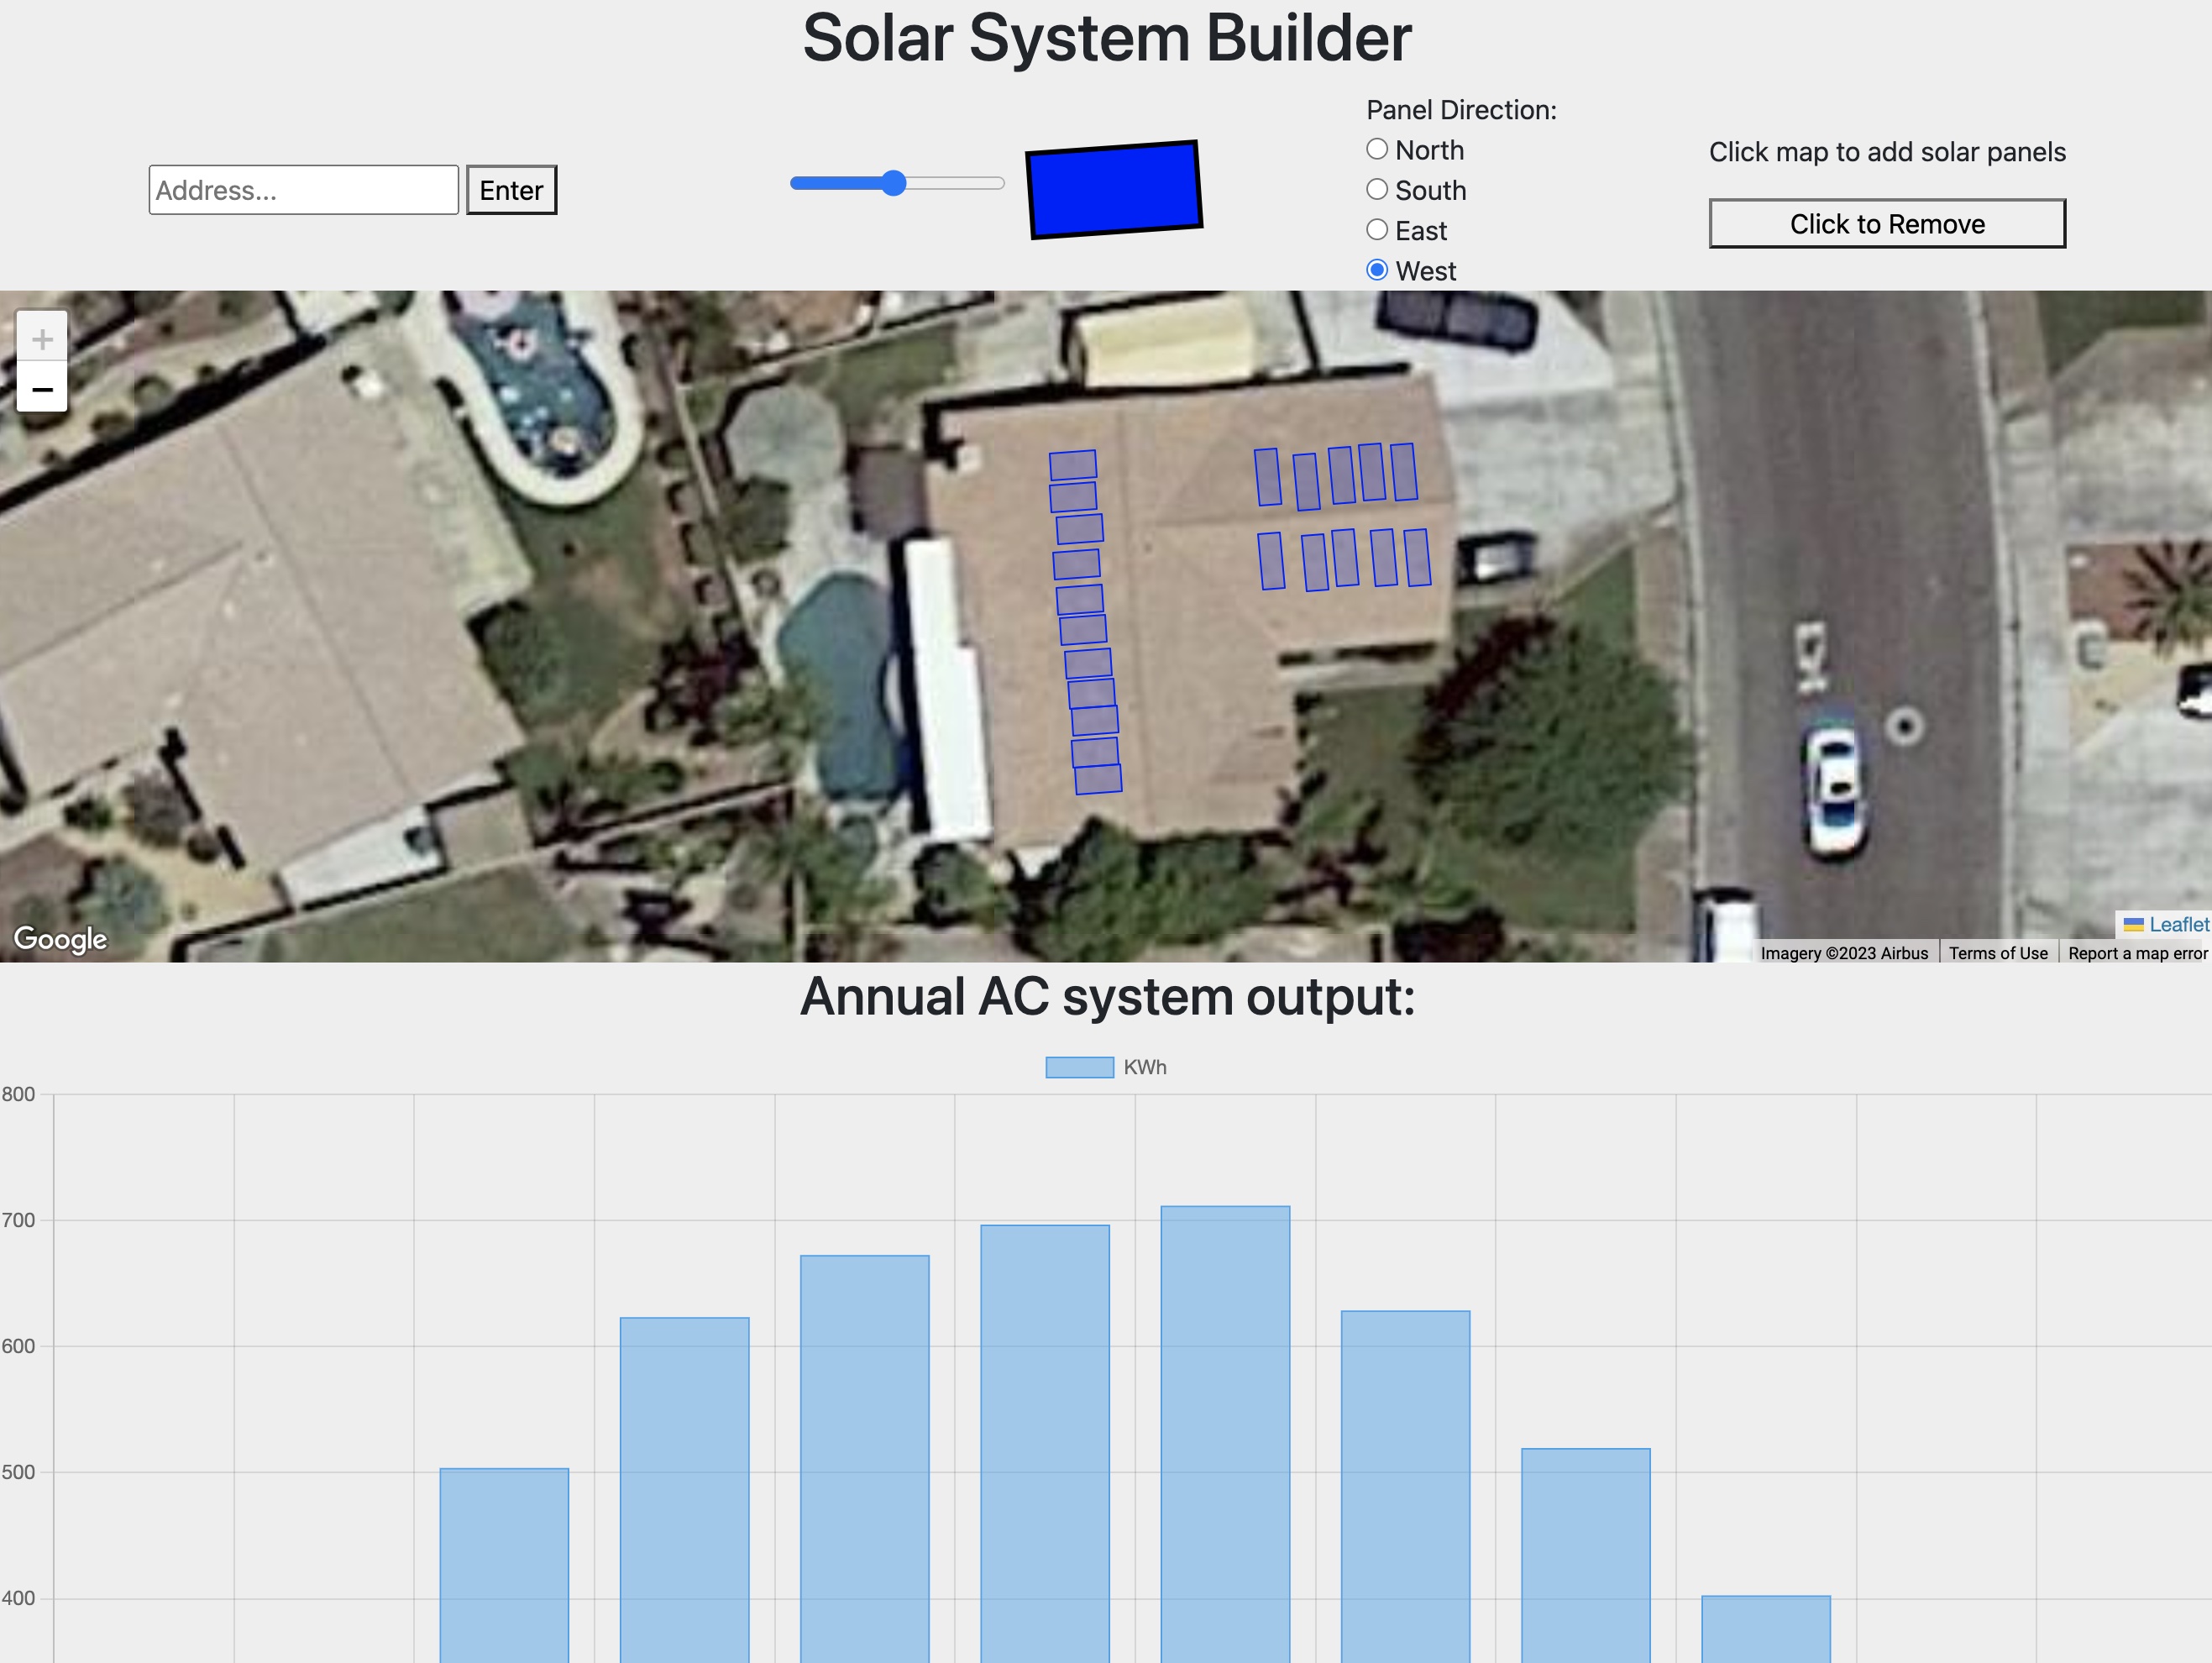 Solar System Builder
Address...
Enter
Panel Direction:
North
South
East
West
Click map to add solar panels
Click to Remove
+
−
Google
Leaflet
Imagery ©2023 Airbus
Terms of Use
Report a map error
Annual AC system output:
KWh
800
700
600
500
400